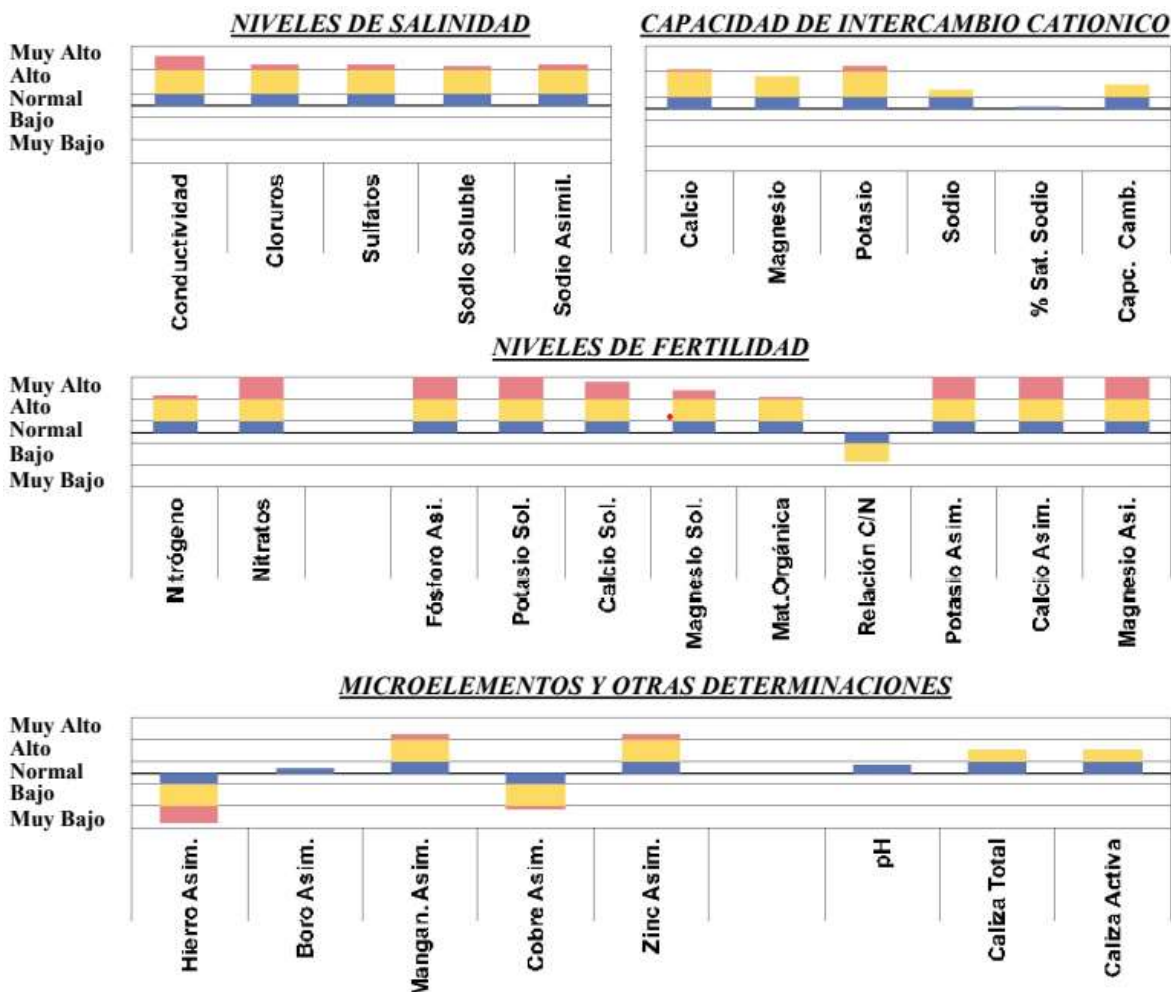 NIVELES DE SALINIDAD
Muy Alto
Alto
Normal
Bajo
Muy Bajo
Conductividad
Cloruros
Sulfatos
Sodio Soluble
Sodio Asimil.
CAPACIDAD DE INTERCAMBIO CATIONICO
Calcio
Magnesio
Potasio
Sodio
% Sat. Sodio
Capc. Camb.
NIVELES DE FERTILIDAD
Muy Alto
Alto
Normal
Bajo
Muy Bajo
Nitrógeno
Nitratos
Fósforo Asi.
Potasio Sol.
Calcio Sol.
Magnesio Sol.
Mat.Orgánica
Relación C/N
Potasio Asim.
Calcio Asim.
Magnesio Asi.
MICROELEMENTOS Y OTRAS DETERMINACIONES
Muy Alto
Alto
Normal
Bajo
Muy Bajo
Hierro Asim.
Boro Asim.
Mangan. Asim.
Cobre Asim.
Zinc Asim.
pH
Caliza Total
Caliza Activa